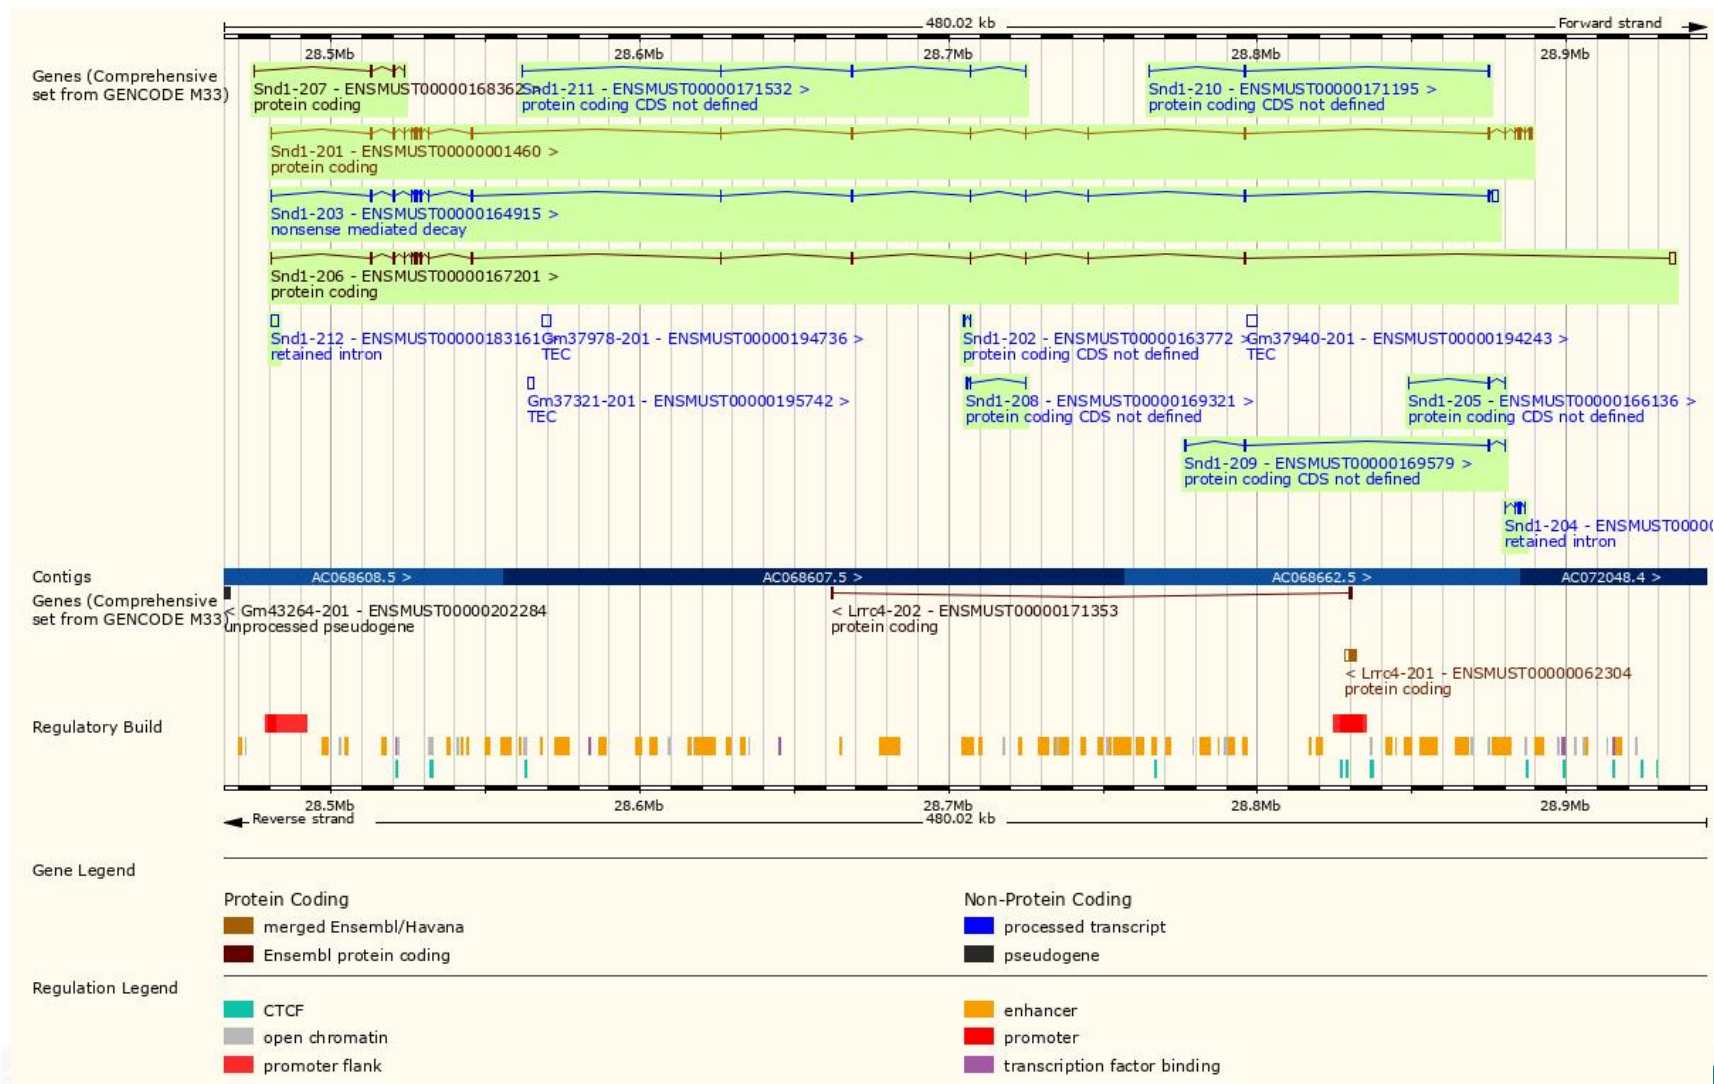 480.02 kb Forward strand
28.5Mb 28.6Mb 28.7Mb 28.8Mb 28.9Mb
Genes (Comprehensive
set from GENCODE M33)
Snd1-207 - ENSMUST00000168362 >
protein coding
Snd1-211 - ENSMUST00000171532 >
protein coding CDS not defined
Snd1-210 - ENSMUST00000171195 >
protein coding CDS not defined
Snd1-201 - ENSMUST00000001460 >
protein coding
Snd1-203 - ENSMUST00000164915 >
nonsense mediated decay
Snd1-206 - ENSMUST00000167201 >
protein coding
Snd1-212 - ENSMUST00000183161 >
retained intron
Gm37978-201 - ENSMUST00000194736 >
TEC
Snd1-202 - ENSMUST00000163772 >
protein coding CDS not defined
Gm37940-201 - ENSMUST00000194243 >
TEC
Gm37321-201 - ENSMUST00000195742 >
TEC
Snd1-208 - ENSMUST00000169321 >
protein coding CDS not defined
Snd1-205 - ENSMUST00000166136 >
protein coding CDS not defined
Snd1-209 - ENSMUST00000169579 >
protein coding CDS not defined
Snd1-204 - ENSMUST0000
retained intron
Contigs
AC068608.5 > AC068607.5 > AC068662.5 > AC072048.4 >
Genes (Comprehensive
set from GENCODE M33)
< Gm43264-201 - ENSMUST00000202284
unprocessed pseudogene
< Lrrc4-202 - ENSMUST00000171353
protein coding
< Lrrc4-201 - ENSMUST00000062304
protein coding
Regulatory Build
28.5Mb 28.6Mb 28.7Mb 28.8Mb 28.9Mb
Reverse strand 480.02 kb
Gene Legend
Protein Coding
merged Ensembl/Havana
Ensembl protein coding
Non-Protein Coding
processed transcript
pseudogene
Regulation Legend
CTCF
open chromatin
promoter flank
enhancer
promoter
transcription factor binding